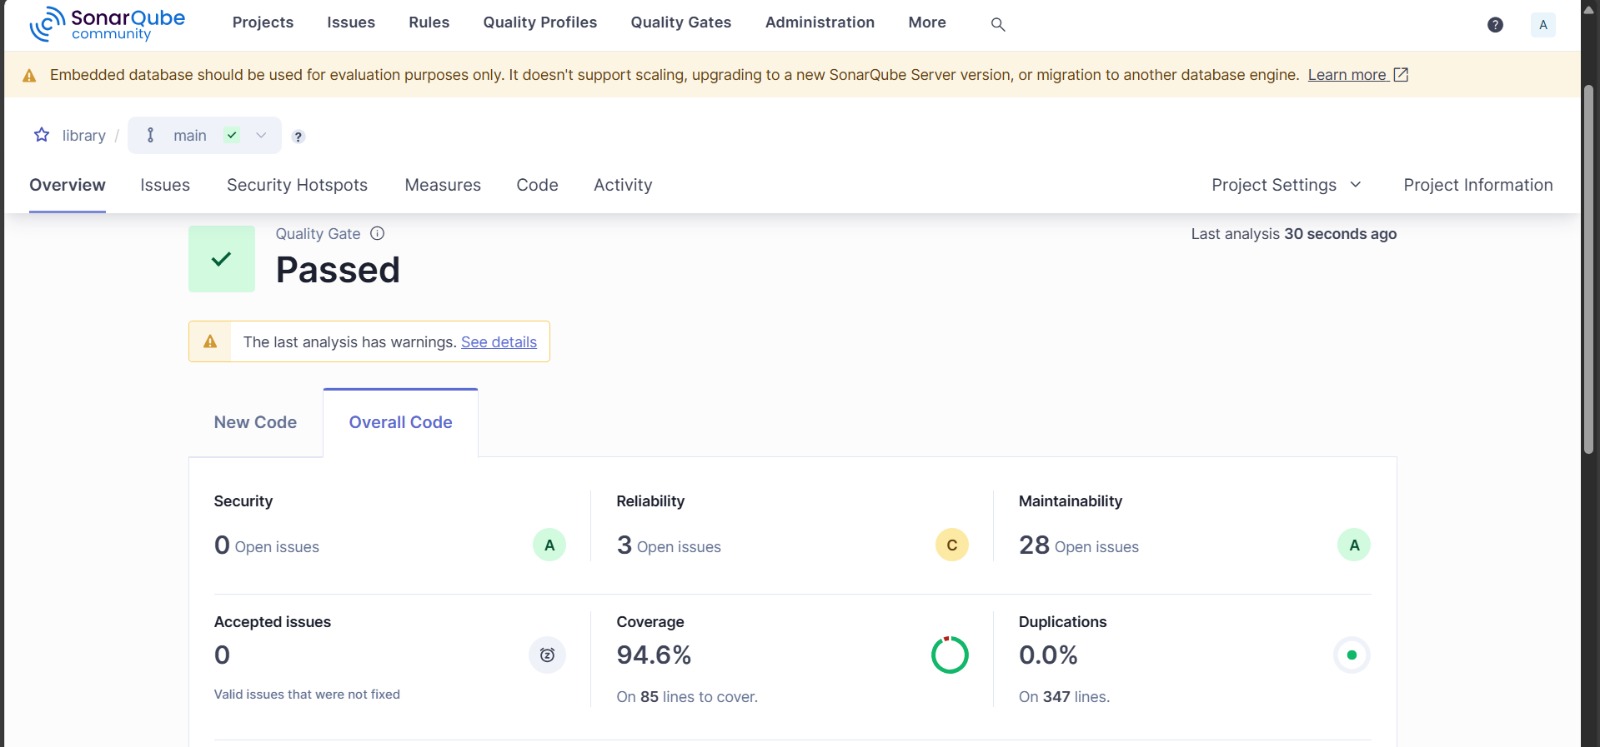 SonarQube
community
Projects Issues Rules Quality Profiles Quality Gates Administration More ? A
Embedded database should be used for evaluation purposes only. It doesn't support scaling, upgrading to a new SonarQube Server version, or migration to another database engine. Learn more
library / main ?
Overview Issues Security Hotspots Measures Code Activity Project Settings Project Information
Quality Gate Last analysis 30 seconds ago
Passed
The last analysis has warnings. See details
New Code Overall Code
Security Reliability Maintainability
0 Open issues A 3 Open issues C 28 Open issues A
Accepted issues Coverage Duplications
0 94.6% 0.0%
Valid issues that were not fixed On 85 lines to cover. On 347 lines.